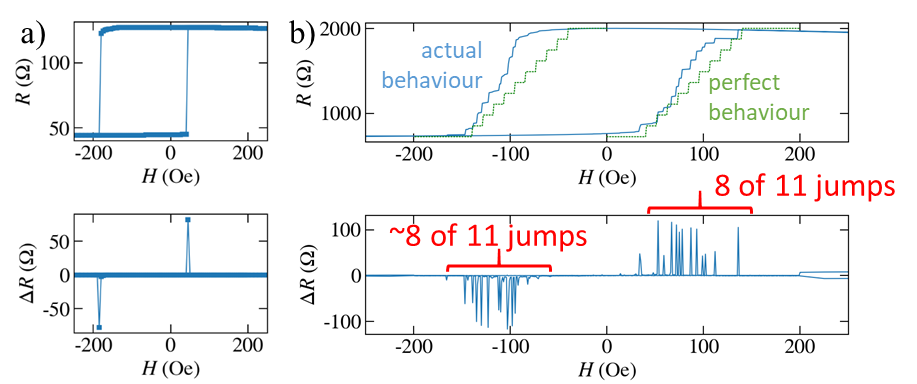 a)
100
50
R (Ω)
-200 0 200
H (Oe)
50
0
-50
ΔR (Ω)
-200 0 200
H (Oe)
b)
2000
1000
R (Ω)
actual
behaviour
perfect
behaviour
-200 -100 0 100 200
H (Oe)
8 of 11 jumps
~8 of 11 jumps
100
0
-100
ΔR (Ω)
-200 -100 0 100 200
H (Oe)